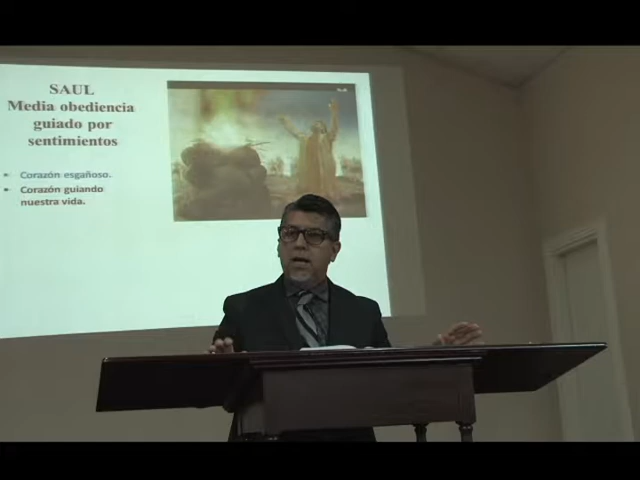 SAUL
Media obediencia
guiado por
sentimientos
• Corazón esgañoso.
• Corazón guiando
nuestra vida.